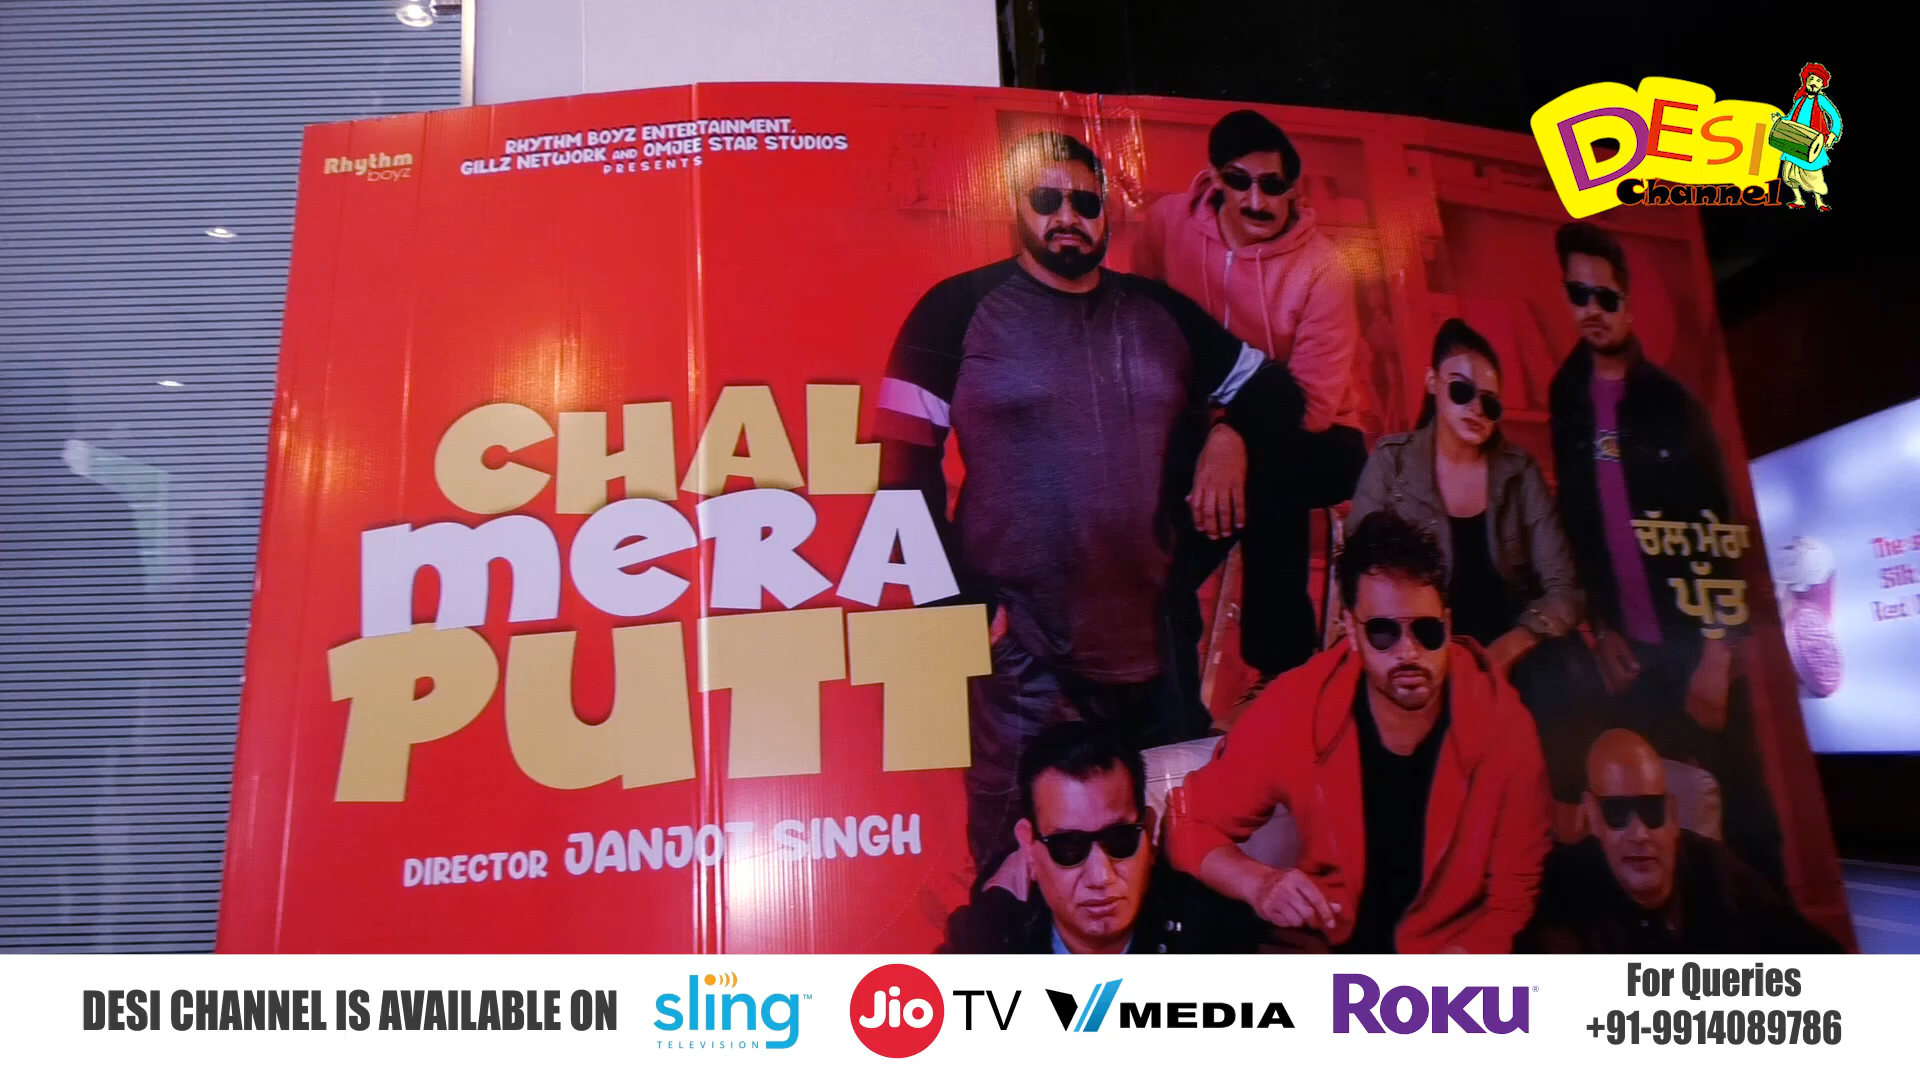 Rhythm
boyz
RHYTHM BOYZ ENTERTAINMENT,
GILLZ NETWORK AND OMJEE STAR STUDIOS
PRESENTS
DESI
Channel
CHAL
meRA
PUTT
DIRECTOR JANJOT SINGH
ਚੱਲ ਮੇਰਾ
ਪੁੱਤ
DESI CHANNEL IS AVAILABLE ON
sling™
TELEVISION
Jio TV
V MEDIA
ROKU®
For Queries
+91-9914089786